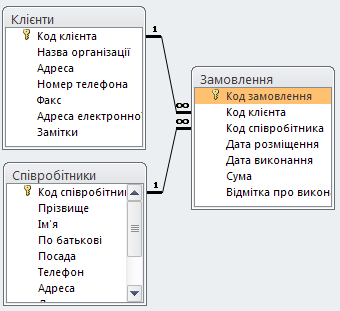 Клієнти
Код клієнта
Назва організації
Адреса
Номер телефона
Факс
Адреса електронної
Замітки
1
Замовлення
Код замовлення
Код клієнта
Код співробітника
Дата розміщення
Дата виконання
Сума
Відмітка про викон
∞
∞
Співробітники
Код співробітни
Прізвище
Ім'я
По батькові
Посада
Телефон
Адреса
1